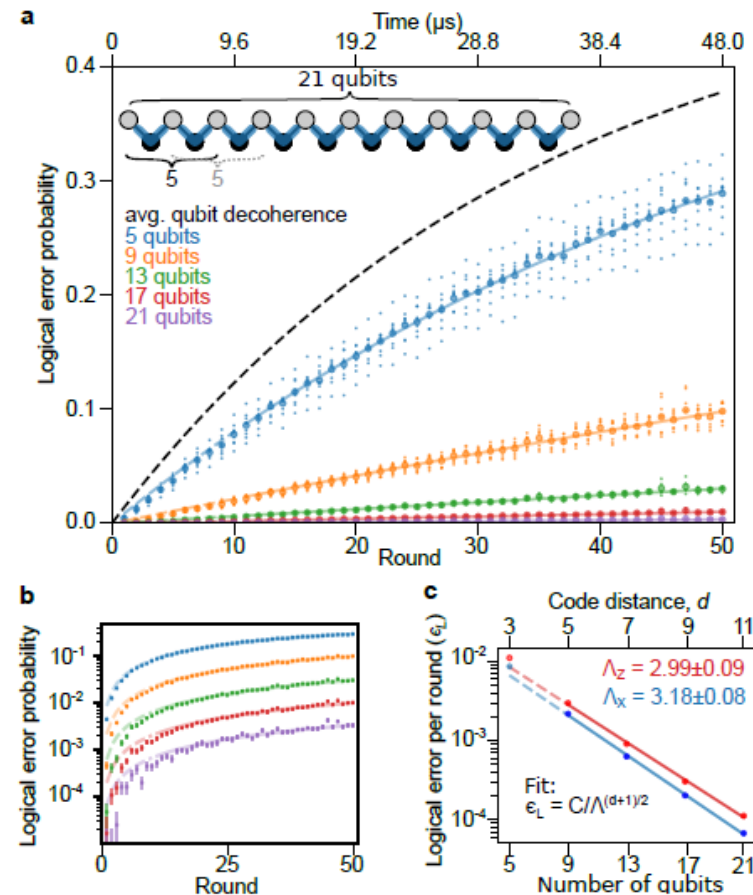 a
Time (μs)
0 9.6 19.2 28.8 38.4 48.0
0.4
0.3
0.2
0.1
0.0
Logical error probability
21 qubits
5 5
avg. qubit decoherence
5 qubits
9 qubits
13 qubits
17 qubits
21 qubits
0 10 20 30 40 50
Round
b
Logical error probability
10⁻¹
10⁻²
10⁻³
10⁻⁴
0 25 50
Round
c
Code distance, d
3 5 7 9 11
Logical error per round (ϵL)
10⁻²
10⁻³
10⁻⁴
ΛZ = 2.99±0.09
ΛX = 3.18±0.08
Fit:
ϵL = C/Λ^(d+1)/2
5 9 13 17 21
Number of qubits